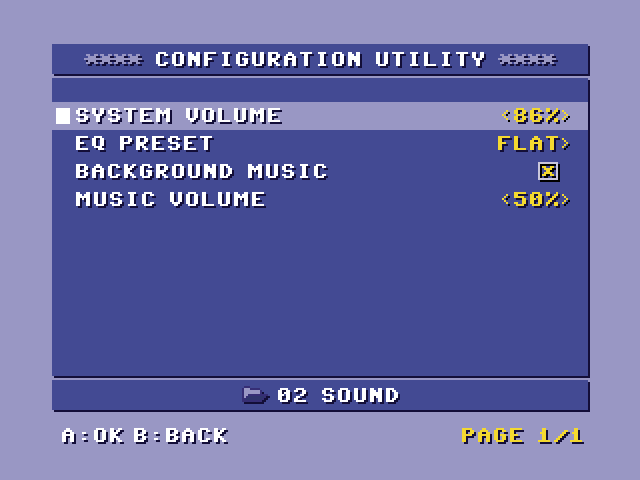 **** CONFIGURATION UTILITY ****
SYSTEM VOLUME <86%>
EQ PRESET FLAT>
BACKGROUND MUSIC
MUSIC VOLUME <50%>
02 SOUND
A:OK B:BACK PAGE 1/1